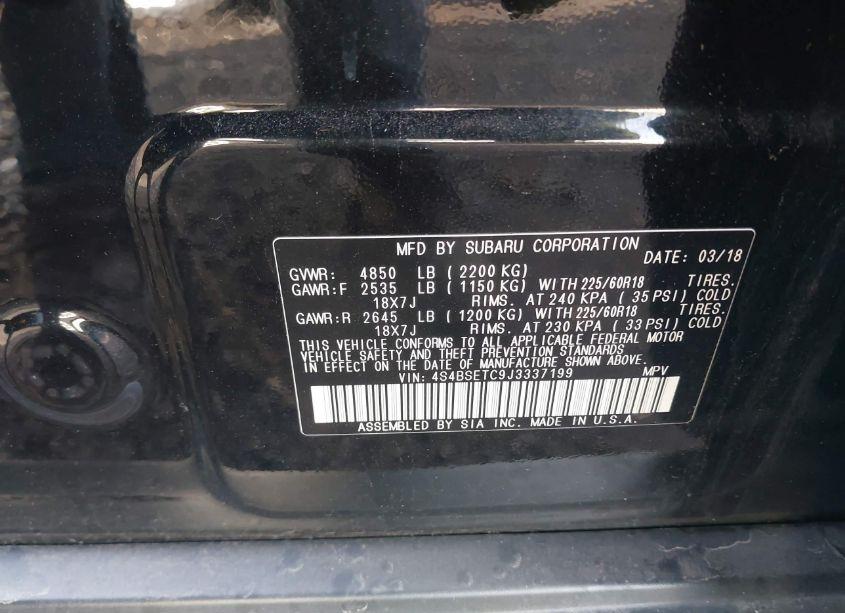 MFD BY SUBARU CORPORATION DATE: 03/18
GVWR: 4850 LB ( 2200 KG)
GAWR:F 2535 LB ( 1150 KG) WITH 225/60R18 TIRES.
18X7J RIMS. AT 240 KPA ( 35 PSI) COLD
GAWR:R 2645 LB ( 1200 KG) WITH 225/60R18 TIRES.
18X7J RIMS. AT 230 KPA ( 33 PSI) COLD
THIS VEHICLE CONFORMS TO ALL APPLICABLE FEDERAL MOTOR
VEHICLE SAFETY AND THEFT PREVENTION STANDARDS
IN EFFECT ON THE DATE OF MANUFACTURE SHOWN ABOVE.
VIN: 4S4BSETC9J3337199 MPV
ASSEMBLED BY SIA INC. MADE IN U.S.A.